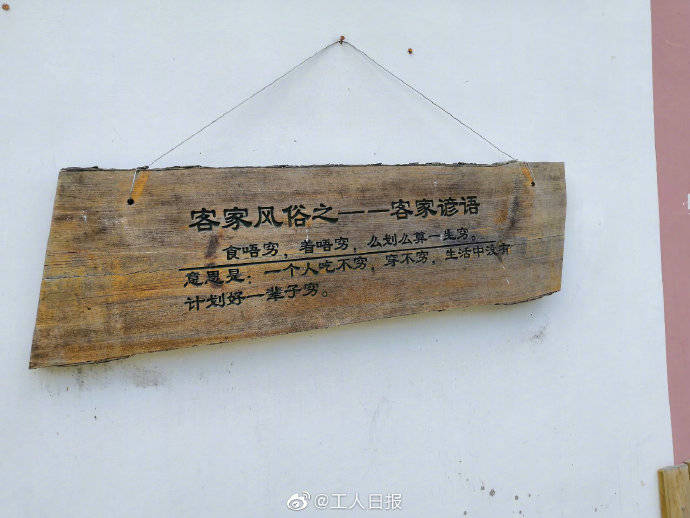 客家风俗之一——客家谚语
食唔穷，着唔穷，么划么算一生穷。
意思是：一个人吃不穷，穿不穷，生活中没有
计划好一辈子穷。
@工人日报